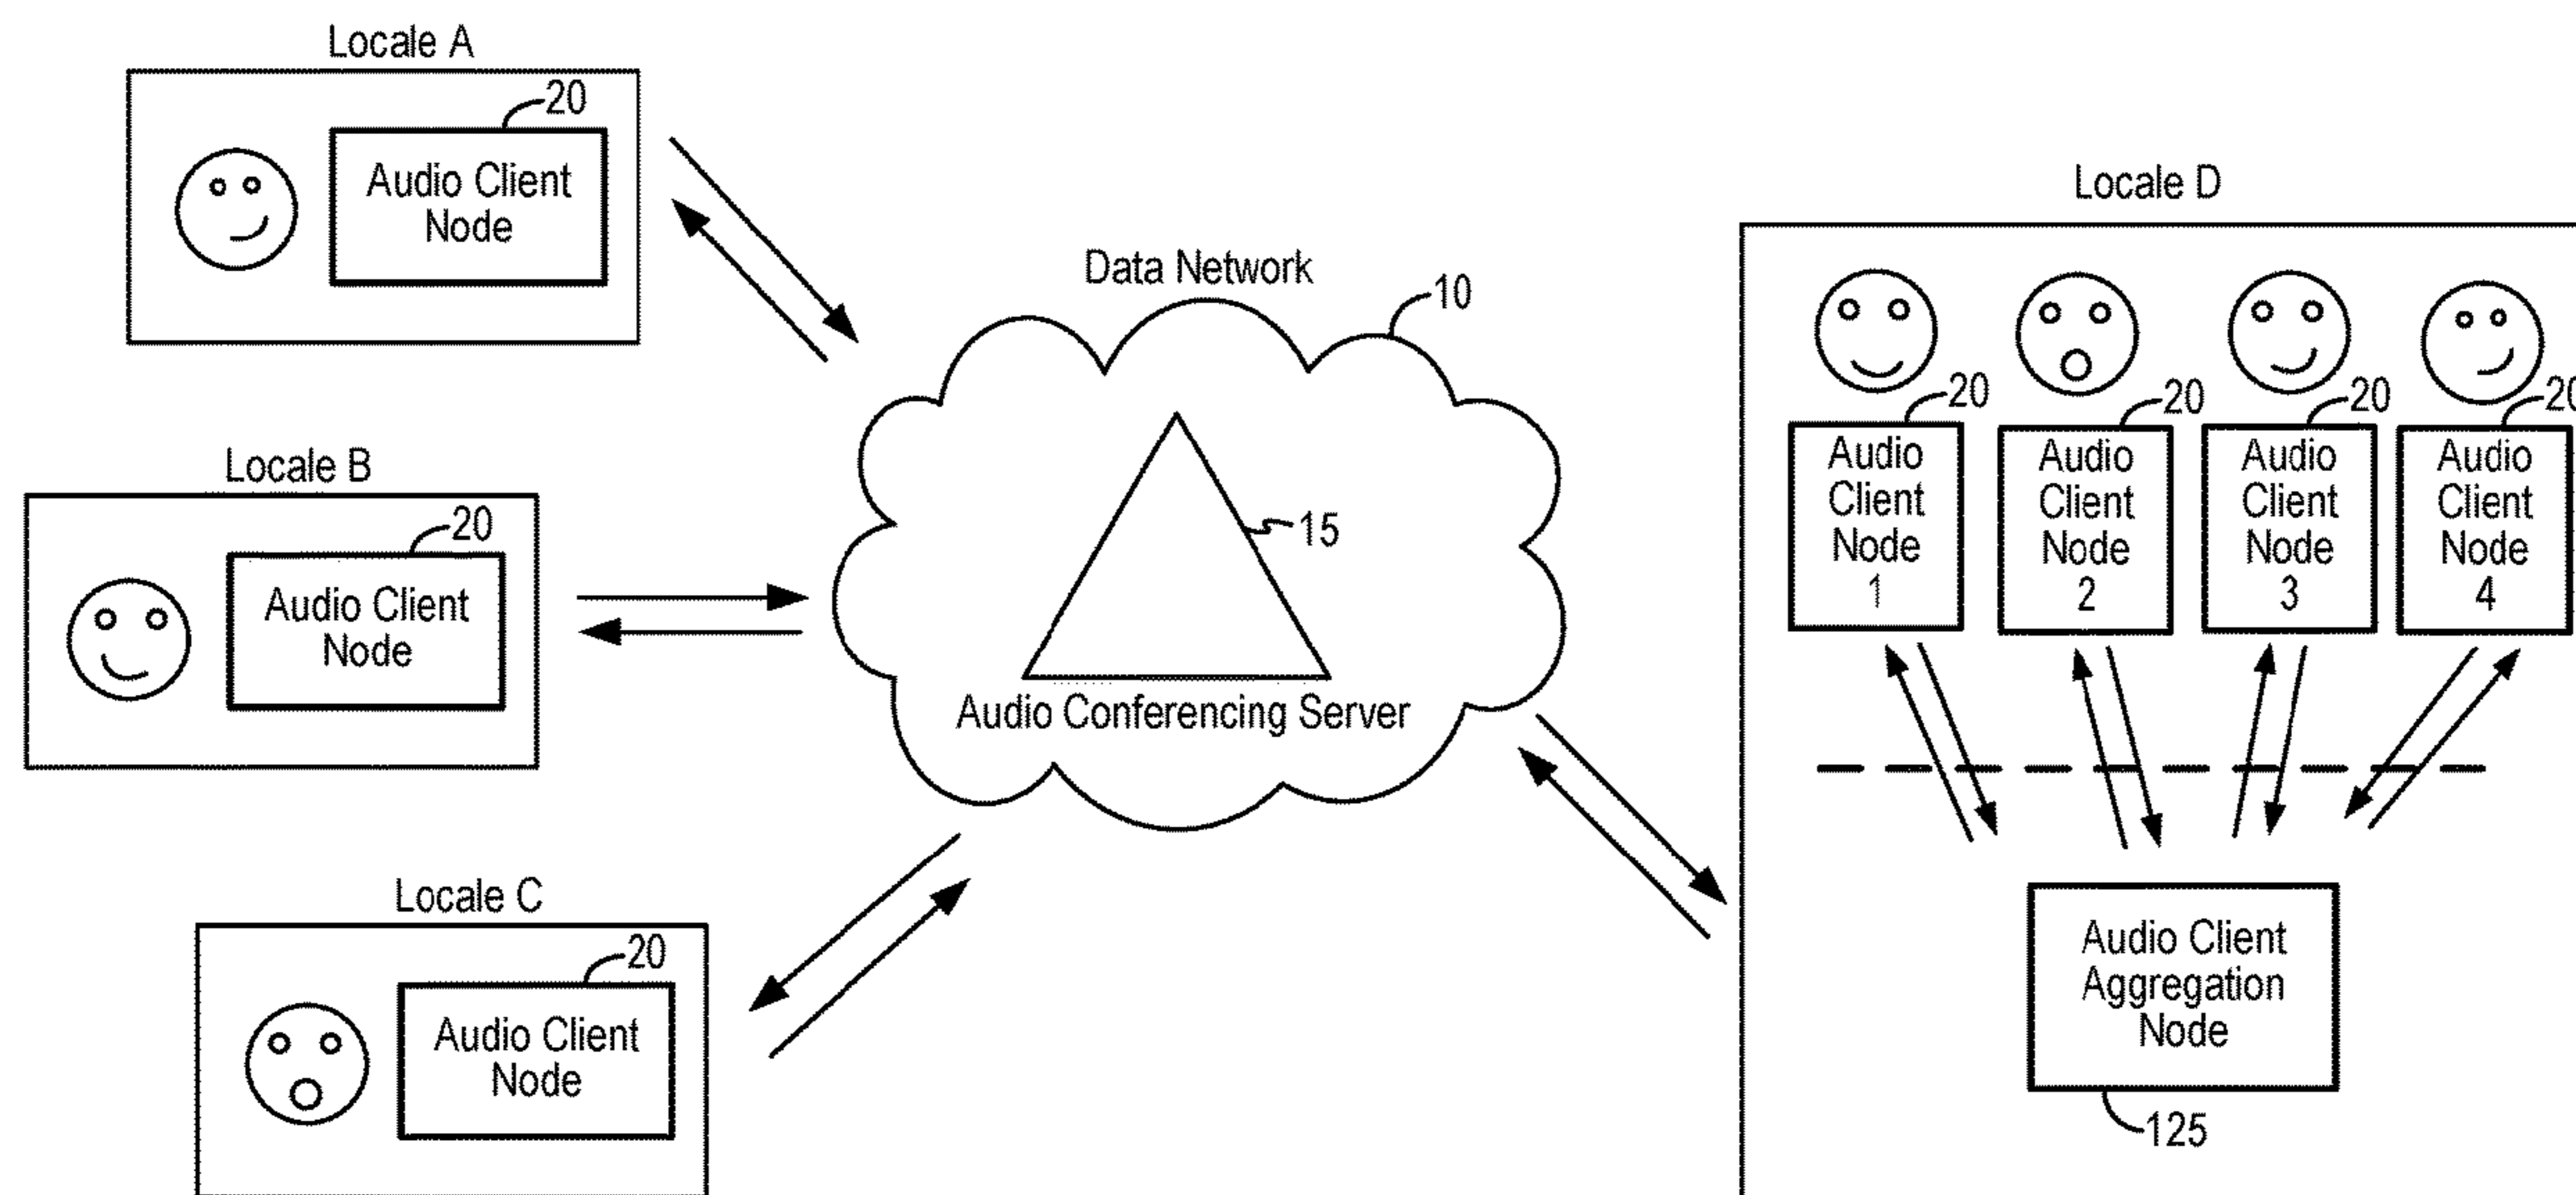 Locale A
20
Audio Client
Node
Locale B
20
Audio Client
Node
Locale C
20
Audio Client
Node
Data Network
10
15
Audio Conferencing Server
Locale D
20
Audio
Client
Node
1
20
Audio
Client
Node
2
20
Audio
Client
Node
3
20
Audio
Client
Node
4
Audio Client
Aggregation
Node
125